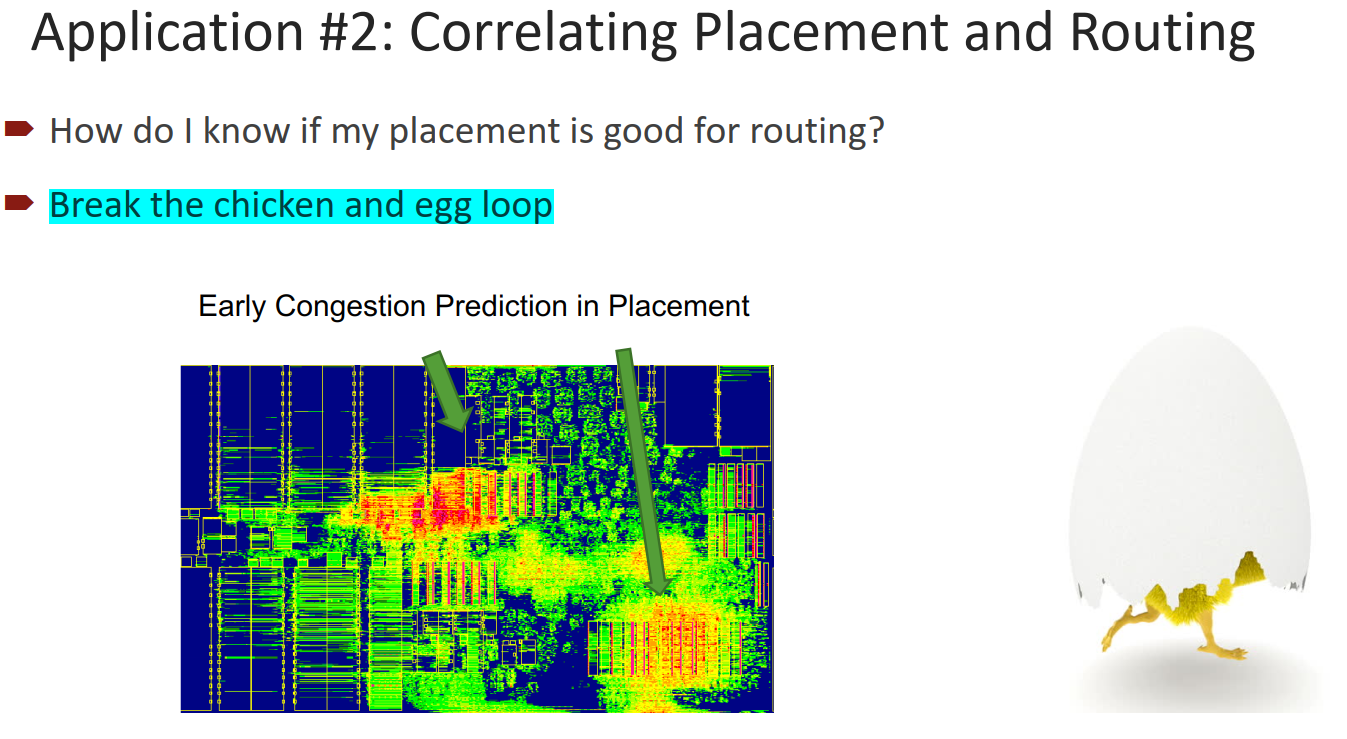 Application #2: Correlating Placement and Routing
How do I know if my placement is good for routing?
Break the chicken and egg loop
Early Congestion Prediction in Placement